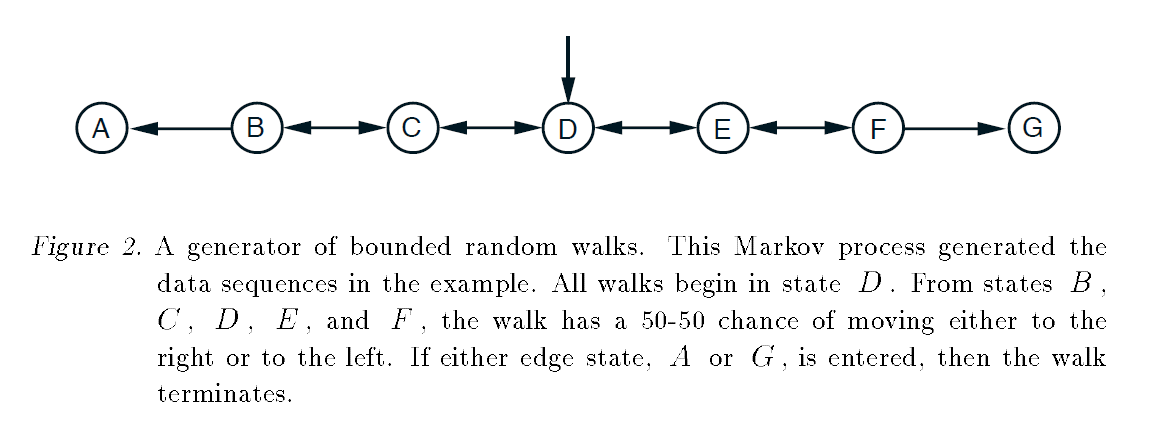 A B C D E F G
Figure 2. A generator of bounded random walks. This Markov process generated the
data sequences in the example. All walks begin in state D. From states B,
C, D, E, and F, the walk has a 50-50 chance of moving either to the
right or to the left. If either edge state, A or G, is entered, then the walk
terminates.